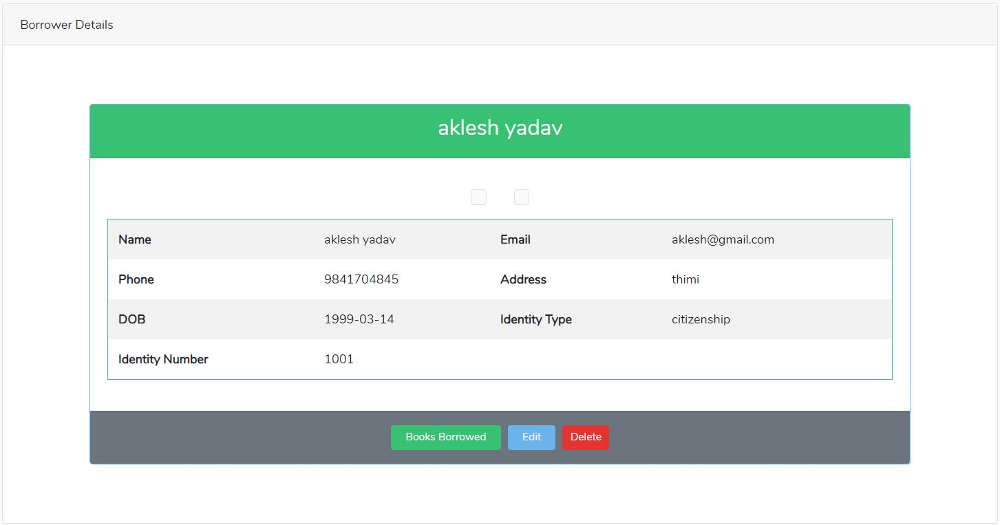 Borrower Details
aklesh yadav
Name aklesh yadav Email aklesh@gmail.com
Phone 9841704845 Address thimi
DOB 1999-03-14 Identity Type citizenship
Identity Number 1001
Books Borrowed Edit Delete